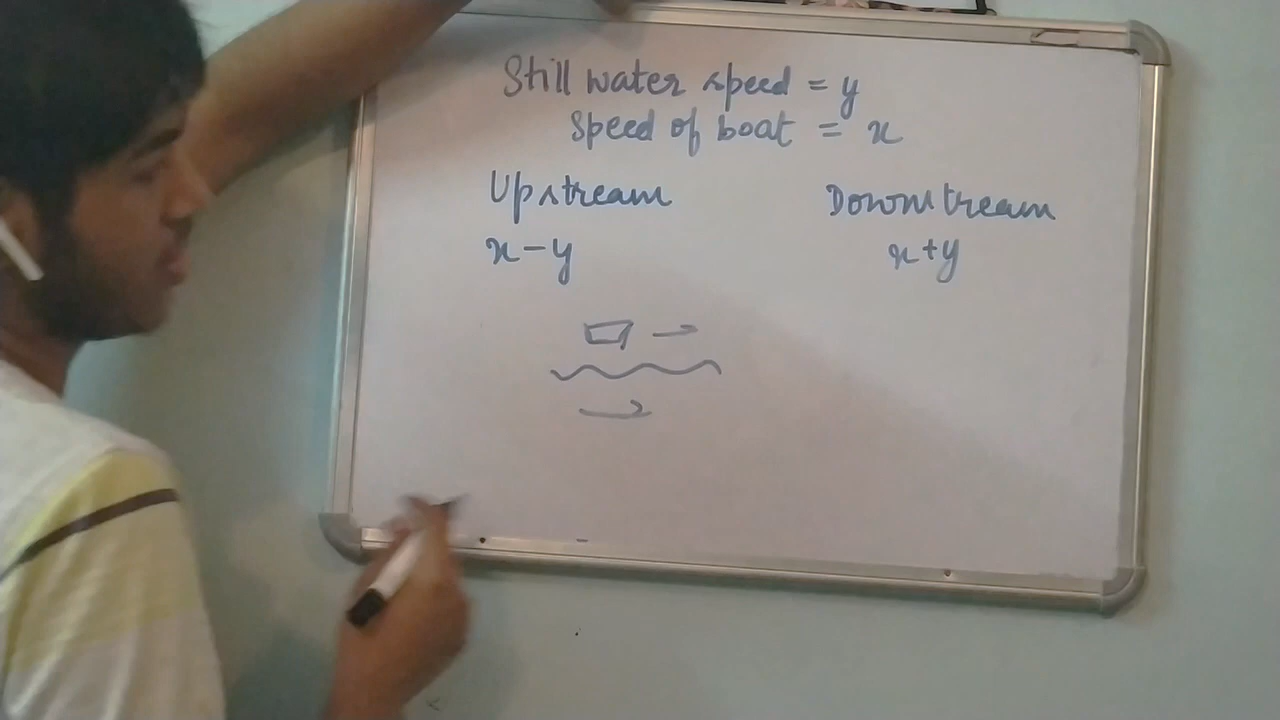 Still water speed = y
Speed of boat = x
Upstream Downstream
x-y x+y